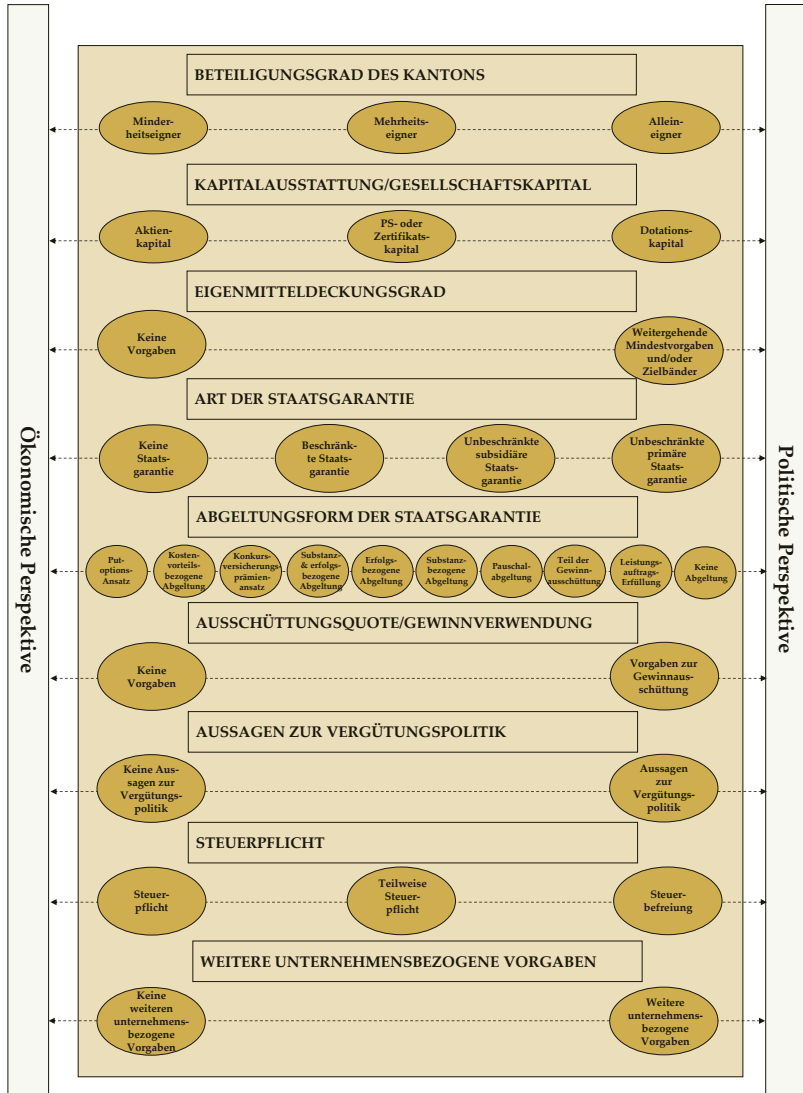 Ökonomische Perspektive
BETEILIGUNGSGRAD DES KANTONS
Minder-
heitseigner
Mehrheits-
eigner
Allein-
eigner
KAPITALAUSSTATTUNG/GESELLSCHAFTSKAPITAL
Aktien-
kapital
PS- oder
Zertifikats-
kapital
Dotations-
kapital
EIGENMITTELDECKUNGSGRAD
Keine
Vorgaben
Weitergehende
Mindestvorgaben
und/oder
Zielbänder
ART DER STAATSGARANTIE
Keine
Staats-
garantie
Beschränk-
te Staats-
garantie
Unbeschränkte
subsidiäre
Staats-
garantie
Unbeschränkte
primäre
Staats-
garantie
ABGELTUNGSFORM DER STAATSGARANTIE
Put-
options-
Ansatz
Kosten-
vorteils-
bezogene
Abgeltung
Konkurs-
versicherungs-
prämien-
ansatz
Substanz-
& erfolgs-
bezogene
Abgeltung
Erfolgs-
bezogene
Abgeltung
Substanz-
bezogene
Abgeltung
Pauschal-
abgeltung
Teil der
Gewinn-
ausschüttung
Leistungs-
auftrags-
Erfüllung
Keine
Abgeltung
AUSSCHÜTTUNGSQUOTE/GEWINNVERWENDUNG
Keine
Vorgaben
Vorgaben zur
Gewinnaus-
schüttung
AUSSAGEN ZUR VERGÜTUNGSPOLITIK
Keine Aus-
sagen zur
Vergütungs-
politik
Aussagen
zur
Vergütungs-
politik
STEUERPFLICHT
Steuer-
pflicht
Teilweise
Steuer-
pflicht
Steuer-
befreiung
WEITERE UNTERNEHMENSBEZOGENE VORGABEN
Keine
weiteren
unternehmens-
bezogene
Vorgaben
Weitere
unternehmens-
bezogene
Vorgaben
Politische Perspektive